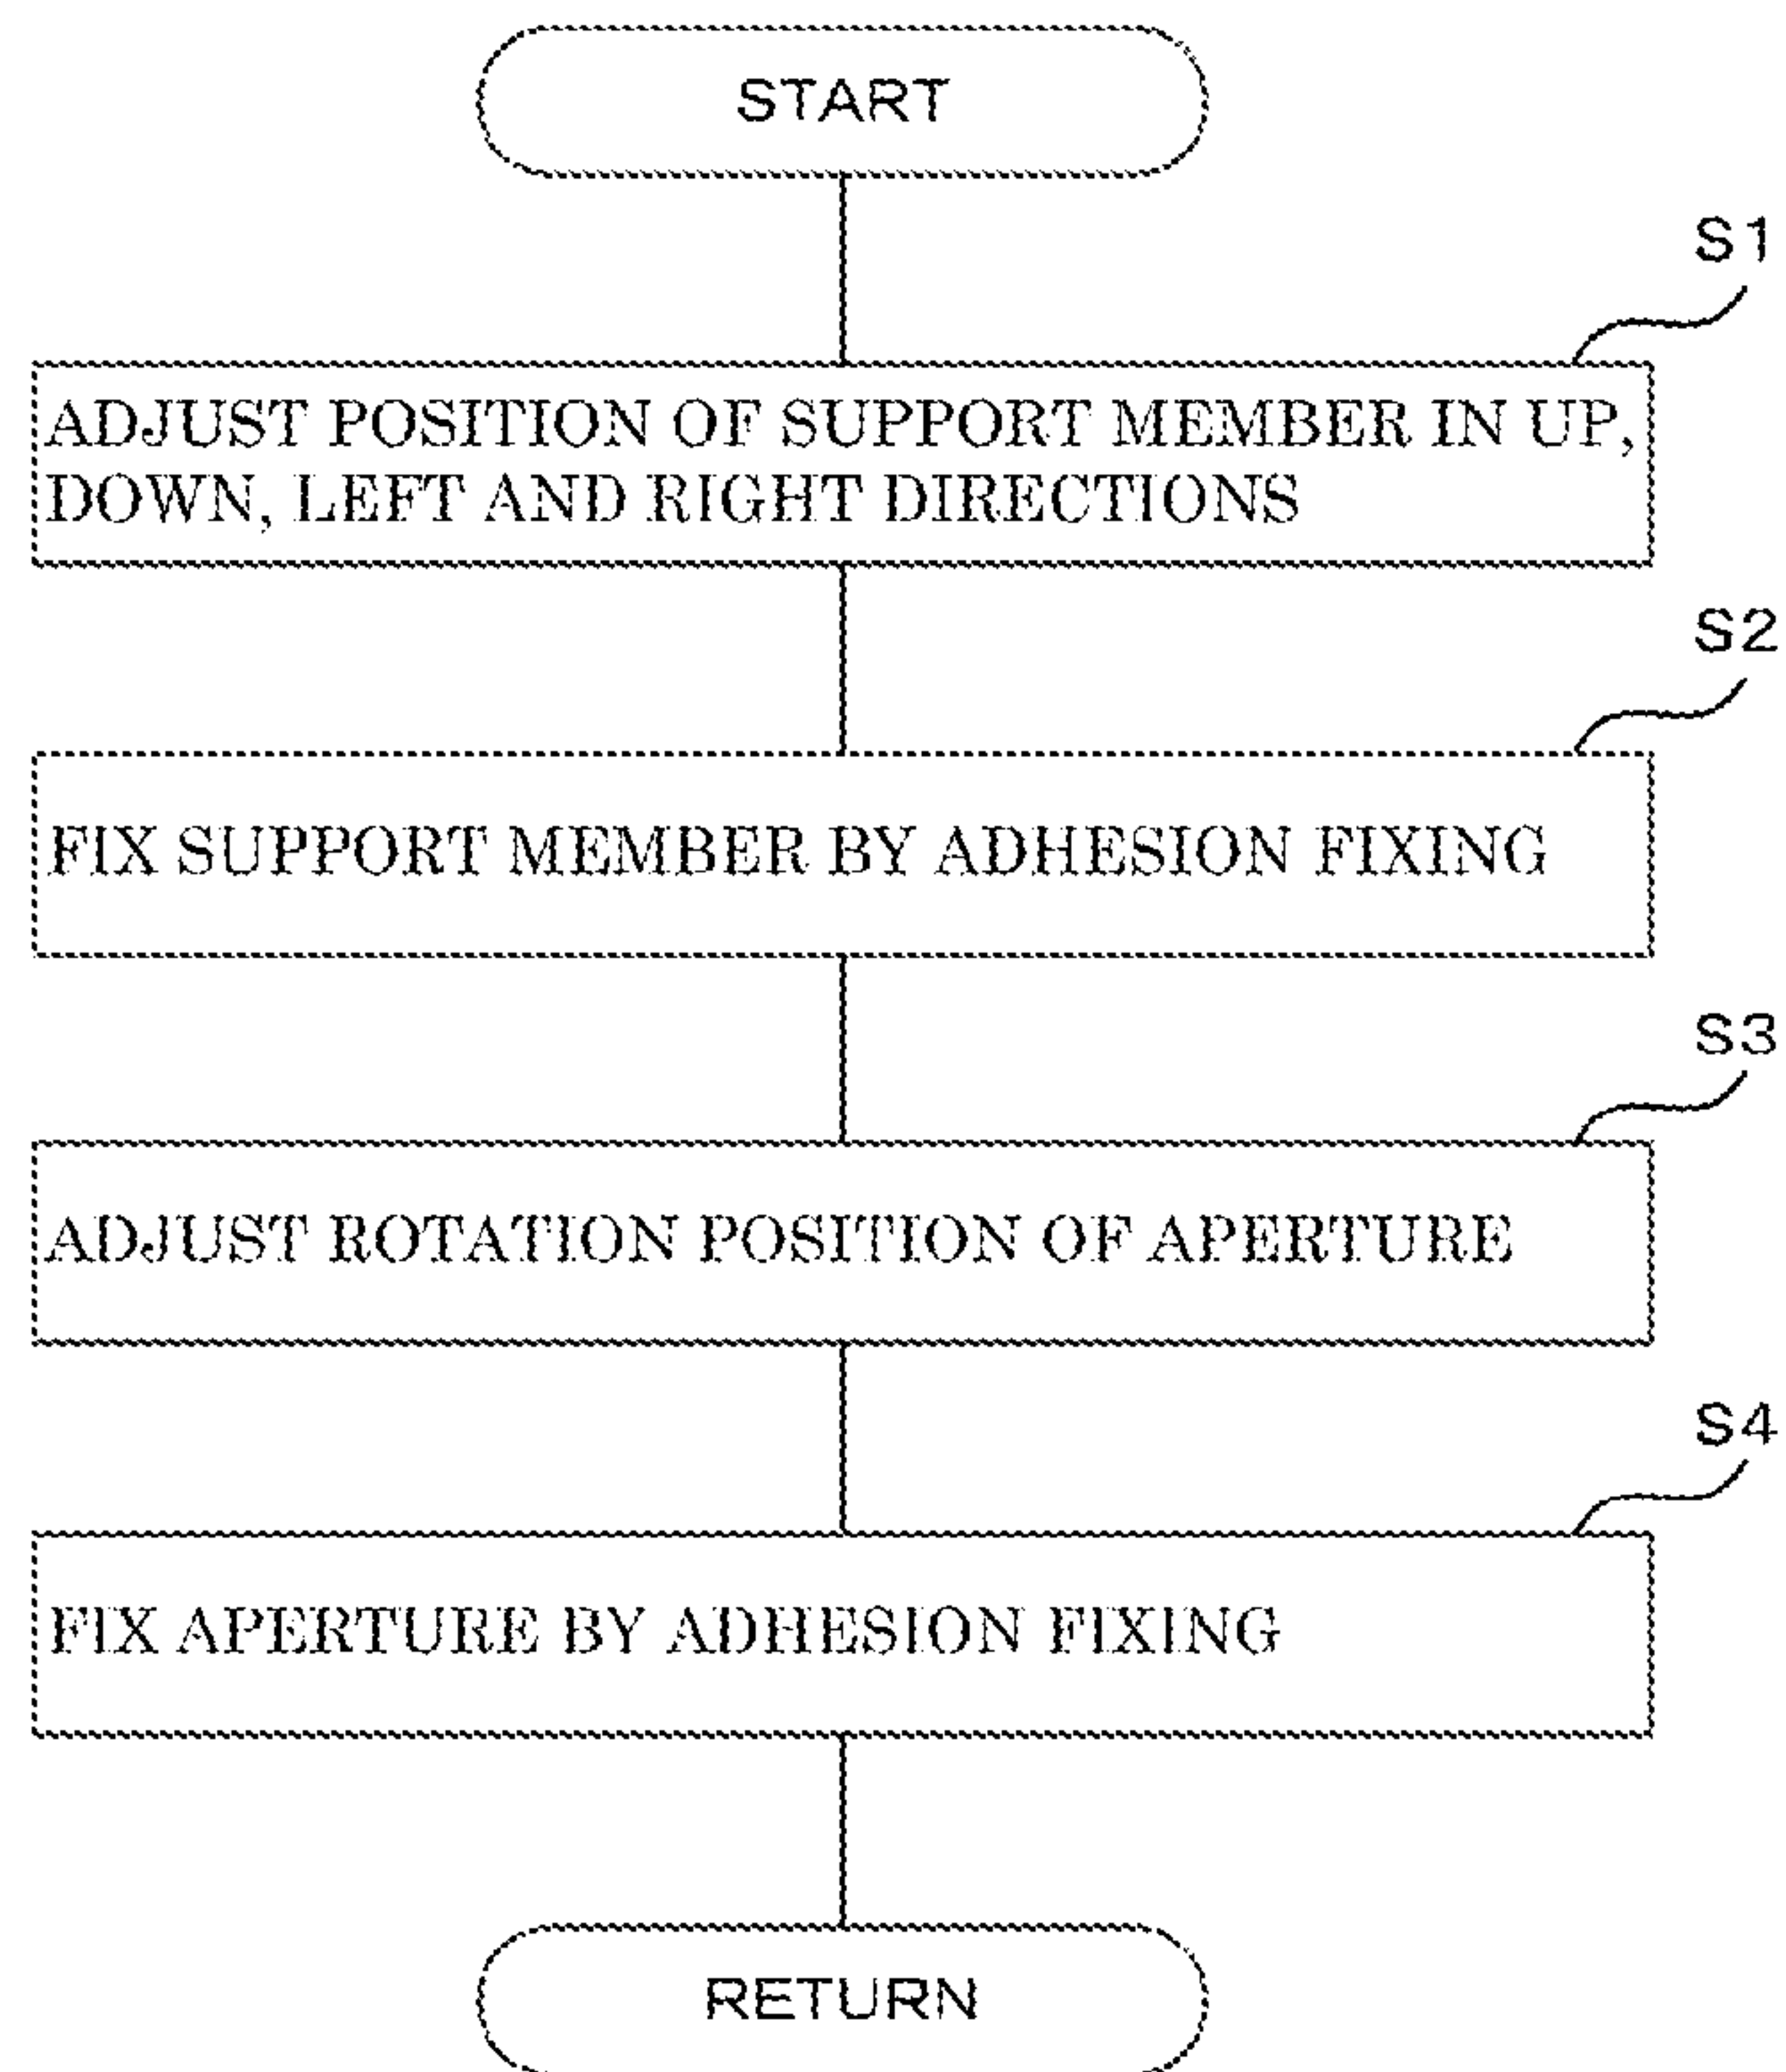 START
S1
ADJUST POSITION OF SUPPORT MEMBER IN UP,
DOWN, LEFT AND RIGHT DIRECTIONS
S2
FIX SUPPORT MEMBER BY ADHESION FIXING
S3
ADJUST ROTATION POSITION OF APERTURE
S4
FIX APERTURE BY ADHESION FIXING
RETURN